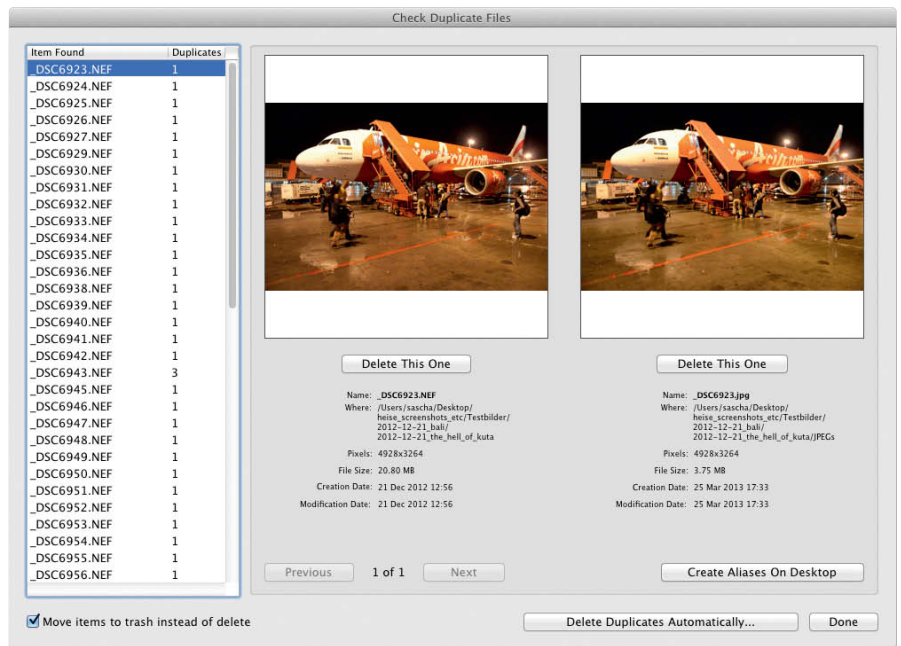 Check Duplicate Files
Item Found Duplicates
_DSC6923.NEF 1
_DSC6924.NEF 1
_DSC6925.NEF 1
_DSC6926.NEF 1
_DSC6927.NEF 1
_DSC6929.NEF 1
_DSC6930.NEF 1
_DSC6931.NEF 1
_DSC6932.NEF 1
_DSC6933.NEF 1
_DSC6934.NEF 1
_DSC6935.NEF 1
_DSC6936.NEF 1
_DSC6938.NEF 1
_DSC6939.NEF 1
_DSC6940.NEF 1
_DSC6941.NEF 1
_DSC6942.NEF 1
_DSC6943.NEF 3
_DSC6945.NEF 1
_DSC6946.NEF 1
_DSC6947.NEF 1
_DSC6948.NEF 1
_DSC6949.NEF 1
_DSC6950.NEF 1
_DSC6951.NEF 1
_DSC6952.NEF 1
_DSC6953.NEF 1
_DSC6954.NEF 1
_DSC6955.NEF 1
_DSC6956.NEF 1
Delete This One
Name: _DSC6923.NEF
Where: /Users/sascha/Desktop/
heise_screenshots_etc/Testbilder/
2012-12-21_bali/
2012-12-21_the_hell_of_kuta
Pixels: 4928x3264
File Size: 20.80 MB
Creation Date: 21 Dec 2012 12:56
Modification Date: 21 Dec 2012 12:56
Delete This One
Name: _DSC6923.jpg
Where: /Users/sascha/Desktop/
heise_screenshots_etc/Testbilder/
2012-12-21_bali/
2012-12-21_the_hell_of_kuta/JPEGs
Pixels: 4928x3264
File Size: 3.75 MB
Creation Date: 25 Mar 2013 17:33
Modification Date: 25 Mar 2013 17:33
Previous 1 of 1 Next
Create Aliases On Desktop
Move items to trash instead of delete
Delete Duplicates Automatically... Done